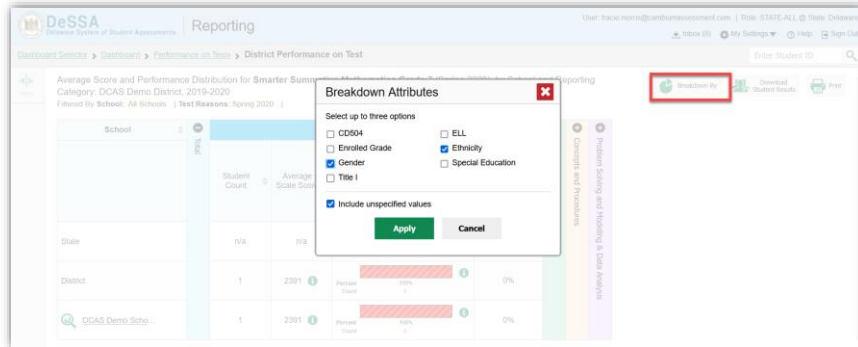 DeSSA
Delaware System of Student Assessments
Reporting
User: tracie.morris@cambiumassessment.com | Role: STATE-ALL @ State: Delaware
Inbox (0) My Settings Help Sign Out
Dashboard Selector > Dashboard > Performance on Tests > District Performance on Test
Enter Student ID
Average Score and Performance Distribution for Smarter Summative Mathematics Grade
by School and Reporting
Category: DCAS Demo District, 2019-2020
Filtered By School: All Schools | Test Reasons: Spring 2020 |
Breakdown By
Download Student Results
Print
Breakdown Attributes
Select up to three options
CD504
ELL
Enrolled Grade
Ethnicity
Gender
Special Education
Title I
Include unspecified values
Apply
Cancel
School
Total
Student Count
Average Scale Score
Concepts and Procedures
Problem Solving and Modeling & Data Analysis
State n/a n/a
District 1 2391 Percent 100% 0%
Count
DCAS Demo Scho... 1 2391 Percent 100% 0%
Count